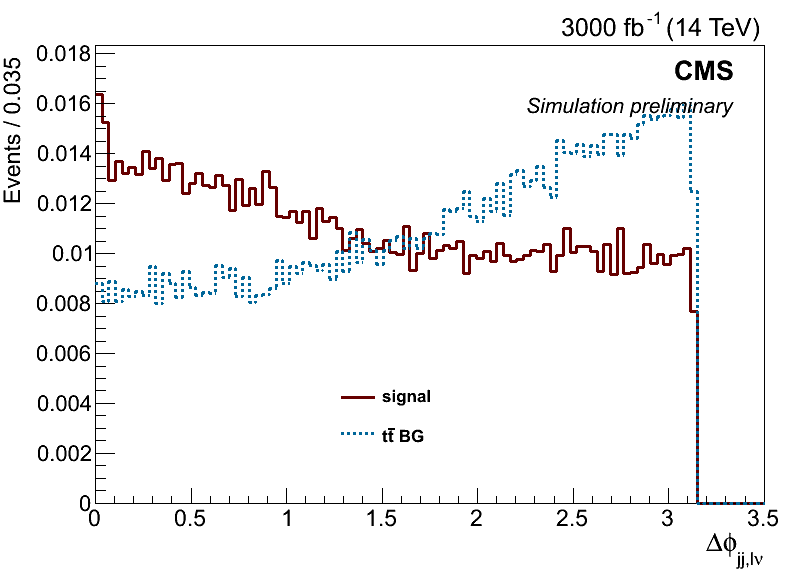 3000 fb⁻¹ (14 TeV)
CMS
Simulation preliminary
Events / 0.035
0.018
0.016
0.014
0.012
0.01
0.008
0.006
0.004
0.002
0
signal
tt̄ BG
0 0.5 1 1.5 2 2.5 3 3.5
Δϕjj,lν